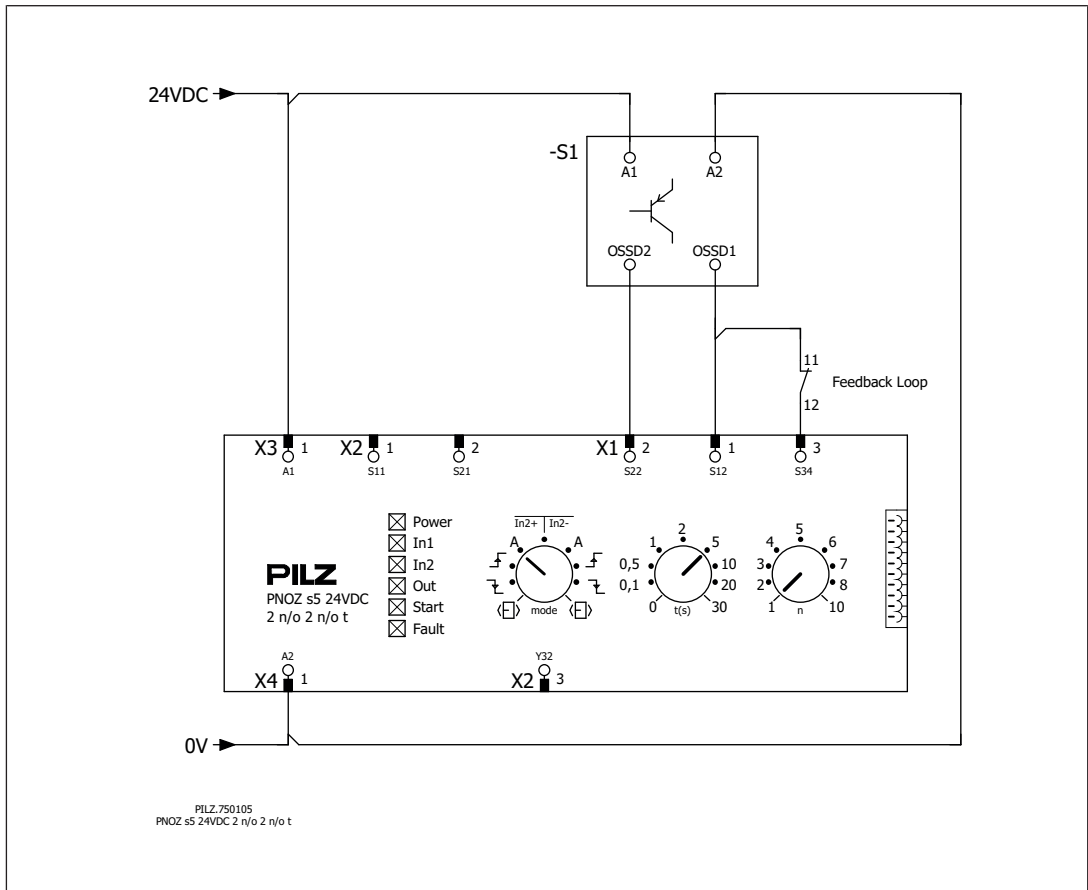 24VDC
-S1
A1 A2
OSSD2 OSSD1
11
Feedback Loop
12
X3 1 X2 1 2 X1 2 1 3
A1 S11 S21 S22 S12 S34
Power
In1
In2
Out
Start
Fault
In2+ In2-
A A
mode
2
1 5
0,5 10
0,1 20
0 t(s) 30
5
4 6
3 7
2 8
1 n 10
PILZ
PNOZ s5 24VDC
2 n/o 2 n/o t
A2 Y32
X4 1 X2 3
0V
PILZ.750105
PNOZ s5 24VDC 2 n/o 2 n/o t